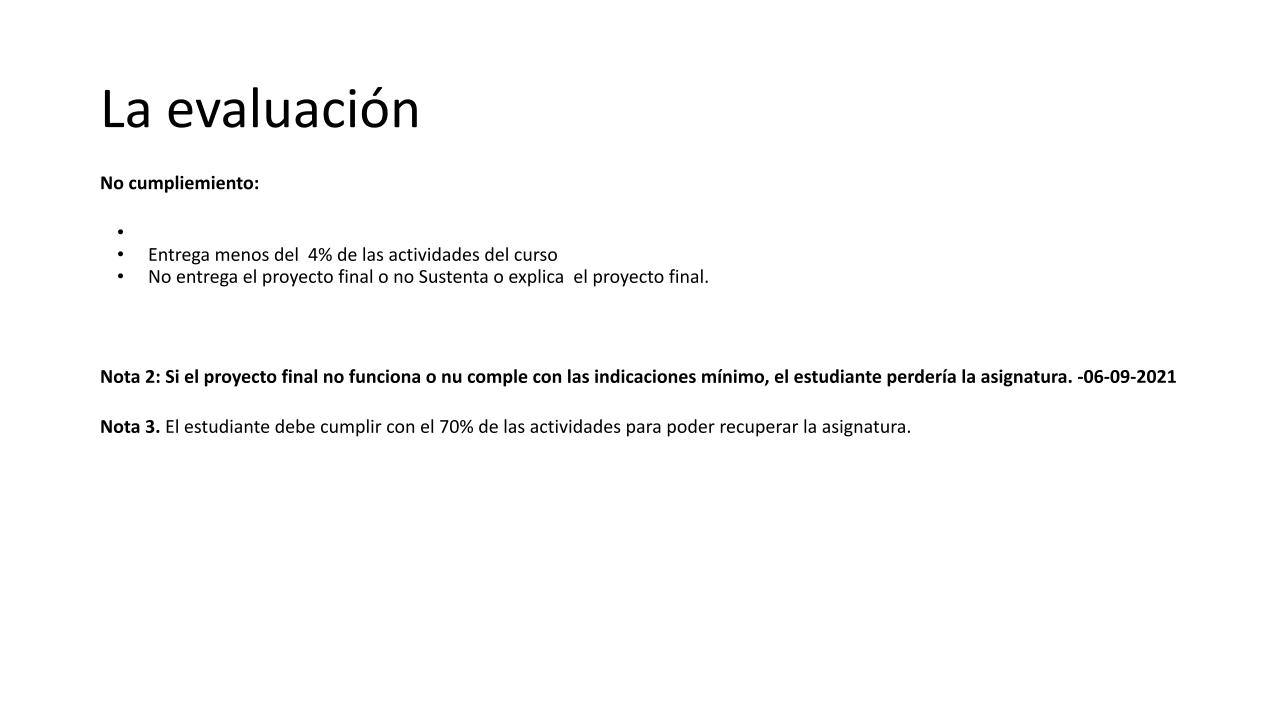 La evaluación
No cumpliemiento:
•
• Entrega menos del  4% de las actividades del curso
• No entrega el proyecto final o no Sustenta o explica  el proyecto final.
Nota 2: Si el proyecto final no funciona o nu comple con las indicaciones mínimo, el estudiante perdería la asignatura. -06-09-2021
Nota 3. El estudiante debe cumplir con el 70% de las actividades para poder recuperar la asignatura.